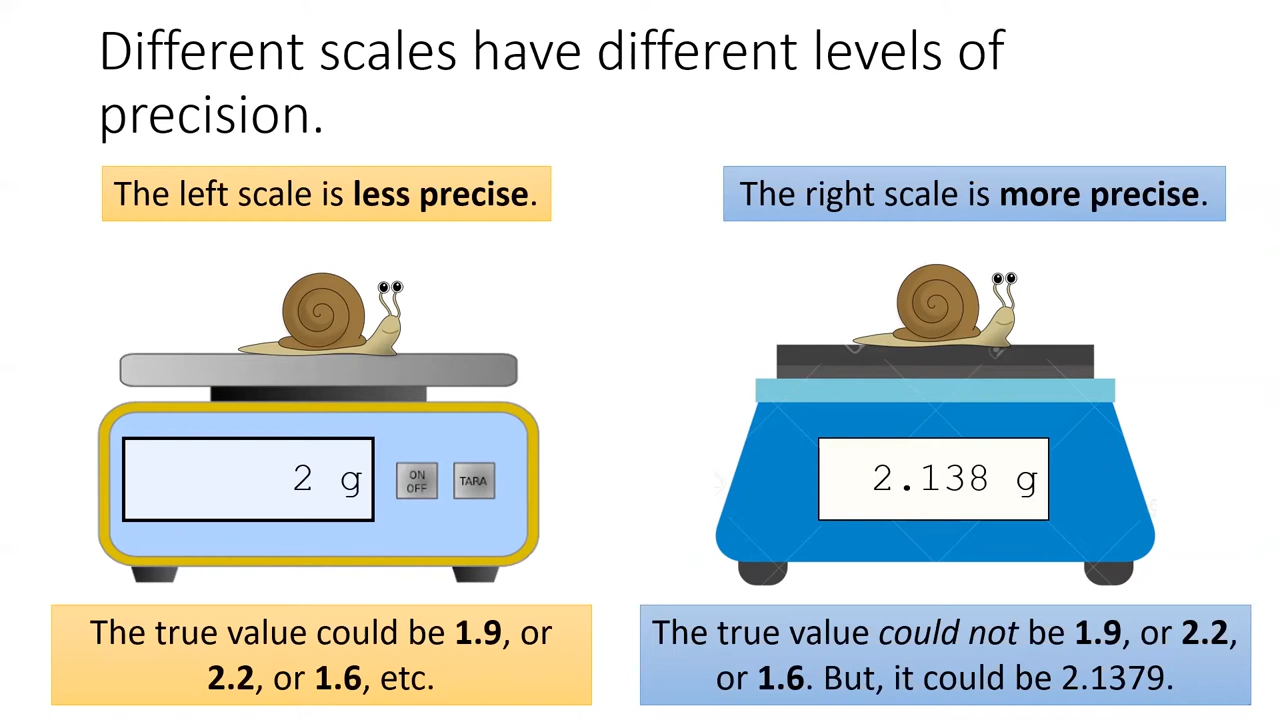 Different scales have different levels of
precision.
The left scale is less precise.
The right scale is more precise.
2 g
ON
OFF
TARA
2.138 g
The true value could be 1.9, or
2.2, or 1.6, etc.
The true value could not be 1.9, or 2.2,
or 1.6. But, it could be 2.1379.